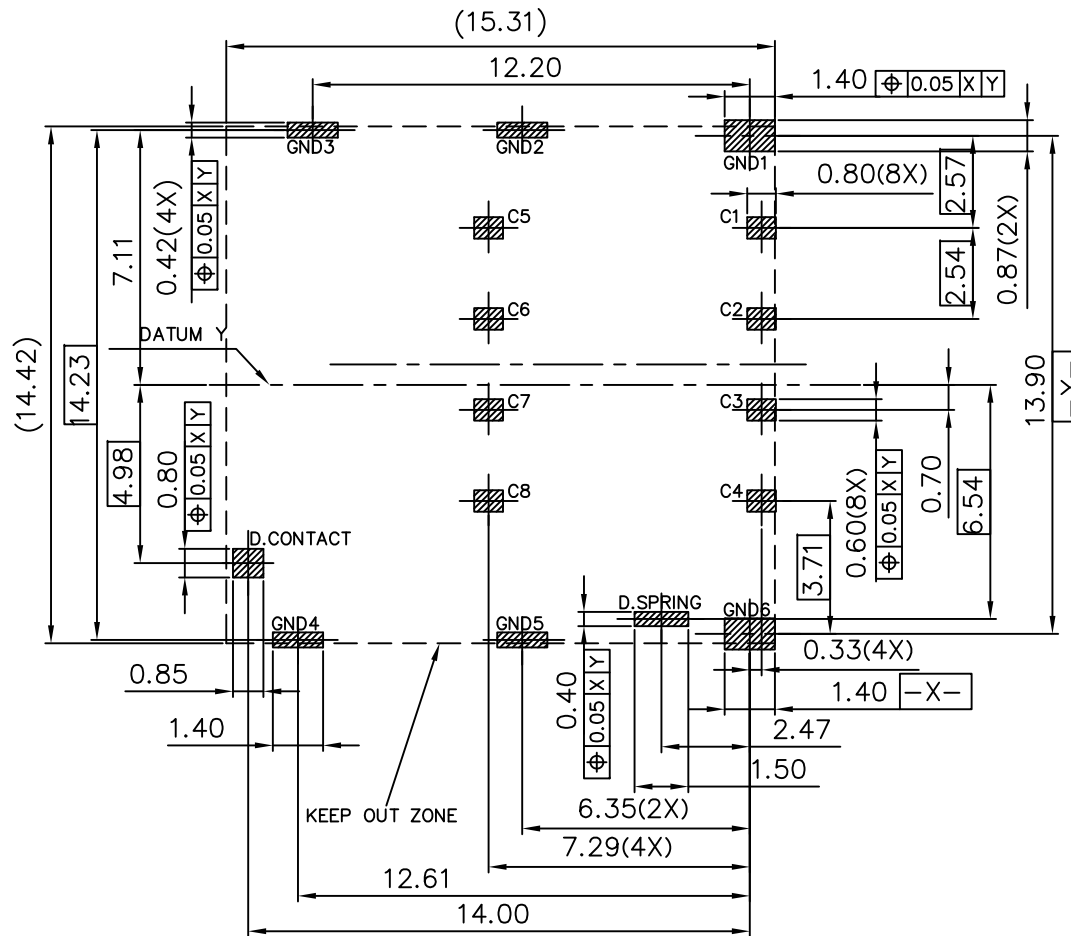 (15.31)
12.20
1.40 ⌖ 0.05 X Y
GND3
GND2
GND1
0.80(8X)
0.42(4X)
⌖ 0.05 X Y
7.11
2.57
0.87(2X)
C5
C1
2.54
C6
C2
DATUM Y
(14.42)
14.23
13.90
-X-
C7
C3
4.98
0.80
⌖ 0.05 X Y
0.70
0.60(8X)
⌖ 0.05 X Y
6.54
C8
C4
3.71
D.CONTACT
D.SPRING
GND4
GND5
GND6
0.33(4X)
0.85
0.40
⌖ 0.05 X Y
1.40 -X-
1.40
2.47
1.50
KEEP OUT ZONE
6.35(2X)
7.29(4X)
12.61
14.00